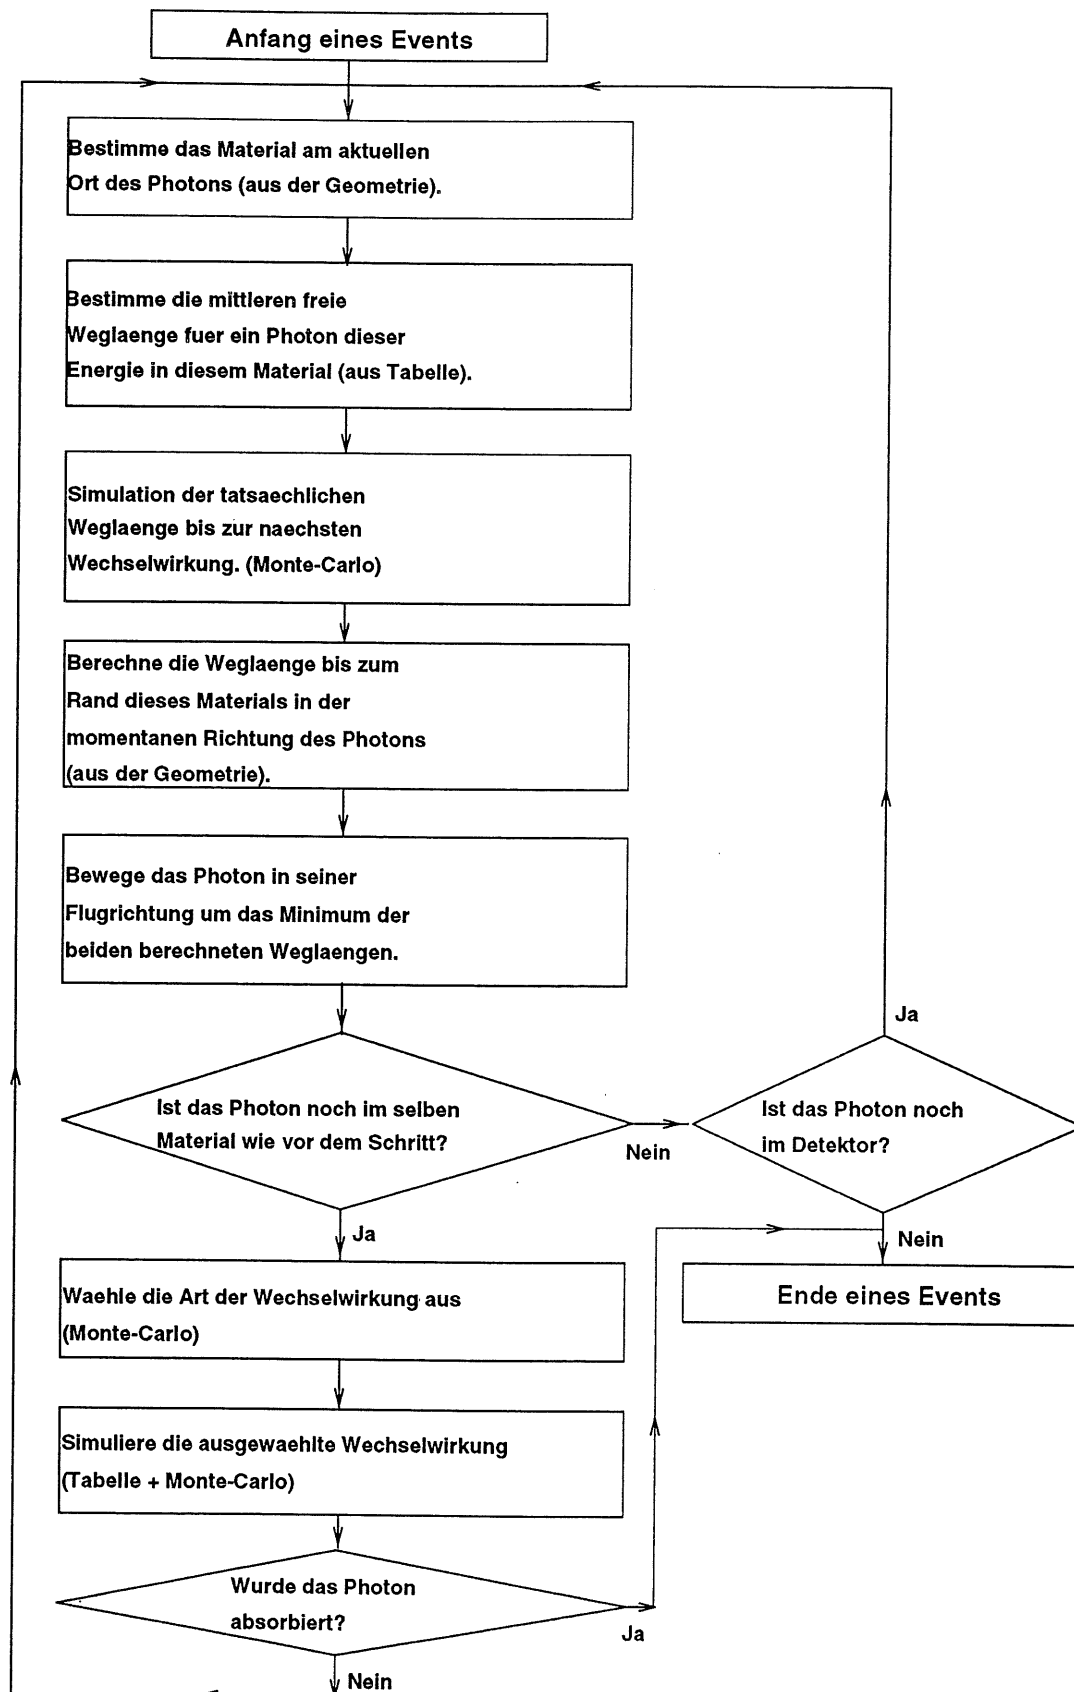 Anfang eines Events
Bestimme das Material am aktuellen
Ort des Photons (aus der Geometrie).
Bestimme die mittleren freie
Weglaenge fuer ein Photon dieser
Energie in diesem Material (aus Tabelle).
Simulation der tatsaechlichen
Weglaenge bis zur naechsten
Wechselwirkung. (Monte-Carlo)
Berechne die Weglaenge bis zum
Rand dieses Materials in der
momentanen Richtung des Photons
(aus der Geometrie).
Bewege das Photon in seiner
Flugrichtung um das Minimum der
beiden berechneten Weglaengen.
Ist das Photon noch im selben
Material wie vor dem Schritt?
Nein
Ja
Ist das Photon noch
im Detektor?
Ja
Nein
Ende eines Events
Waehle die Art der Wechselwirkung aus
(Monte-Carlo)
Simuliere die ausgewaehlte Wechselwirkung
(Tabelle + Monte-Carlo)
Wurde das Photon
absorbiert?
Ja
Nein